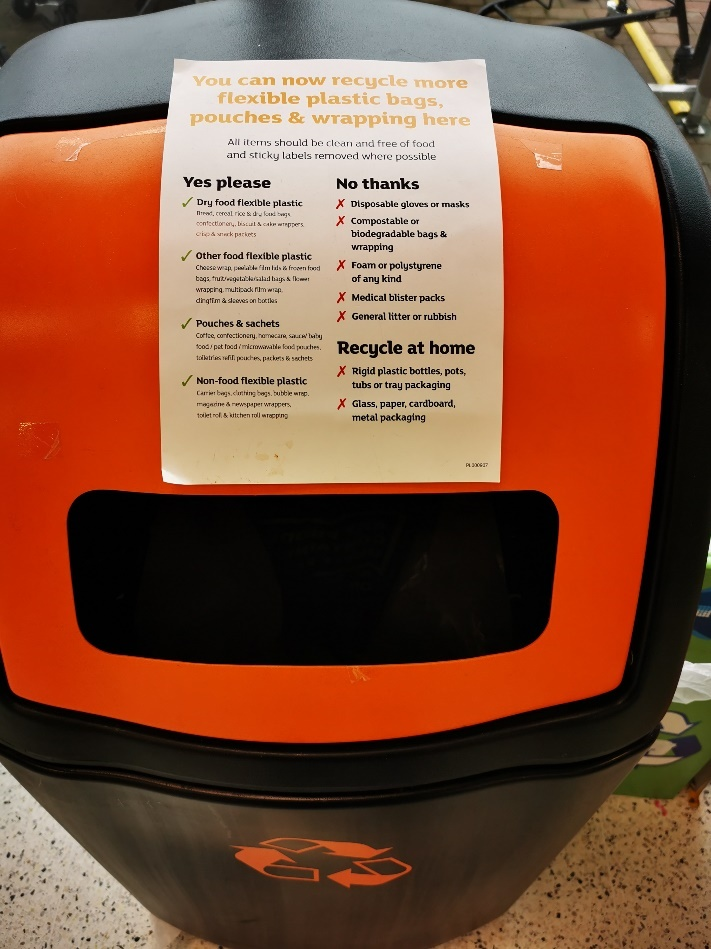 You can now recycle more
flexible plastic bags,
pouches & wrapping here
All items should be clean and free of food
and sticky labels removed where possible
Yes please
✓ Dry food flexible plastic
Bread, cereal, rice & dry food bags
confectionery, biscuit & cake wrappers,
crisp & snack packets
✓ Other food flexible plastic
Cheese wrap, peelable film lids & frozen food
bags, fruit/vegetable/salad bags & flower
wrapping, multipack film wrap,
clingfilm & sleeves on bottles
✓ Pouches & sachets
Coffee, confectionery, homecare, sauce/ baby
food / pet food / microwavable food pouches,
toiletries refill pouches, packets & sachets
✓ Non-food flexible plastic
Carrier bags, clothing bags, bubble wrap,
magazine & newspaper wrappers,
toilet roll & kitchen roll wrapping
No thanks
✗ Disposable gloves or masks
✗ Compostable or
biodegradable bags &
wrapping
✗ Foam or polystyrene
of any kind
✗ Medical blister packs
✗ General litter or rubbish
Recycle at home
✗ Rigid plastic bottles, pots,
tubs or tray packaging
✗ Glass, paper, cardboard,
metal packaging